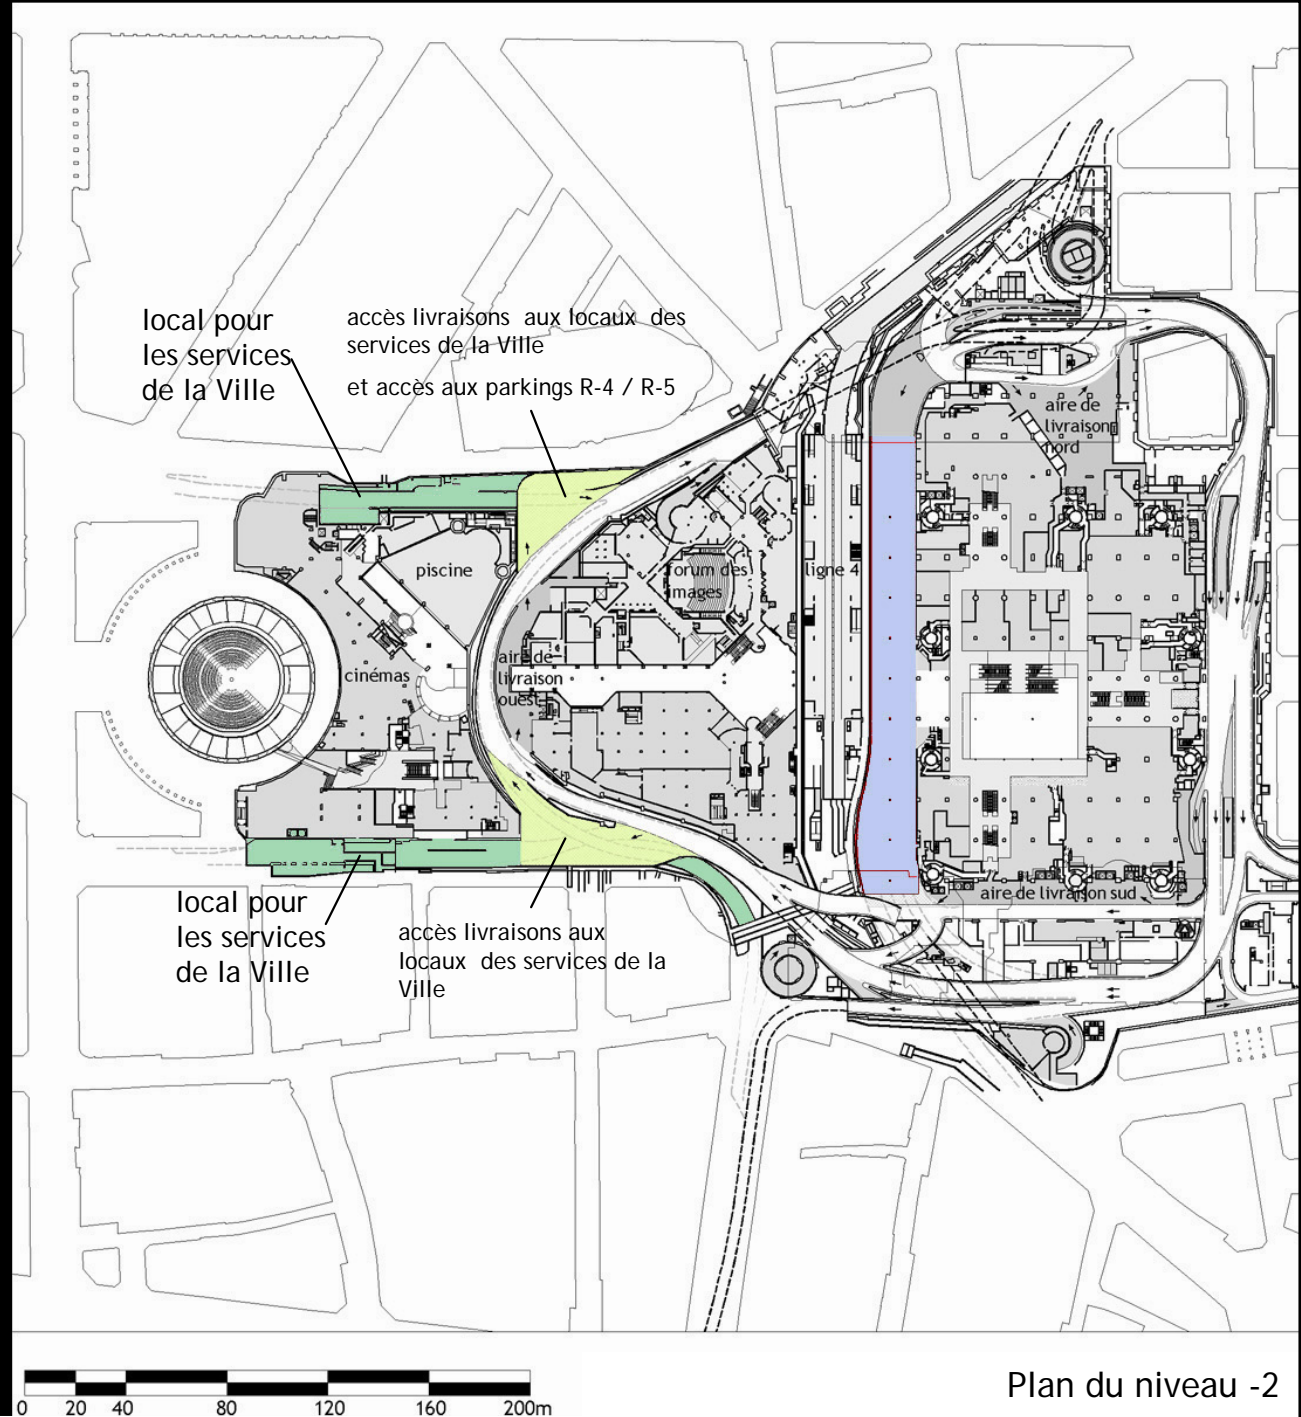 local pour
les services
de la Ville
accès livraisons aux locaux des
services de la Ville
et accès aux parkings R-4 / R-5
aire de
livraison
nord
piscine
forum des
images
ligne 4
cinémas
aire de
livraison
ouest
aire de livraison sud
local pour
les services
de la Ville
accès livraisons aux
locaux des services de la
Ville
0 20 40 80 120 160 200m
Plan du niveau -2